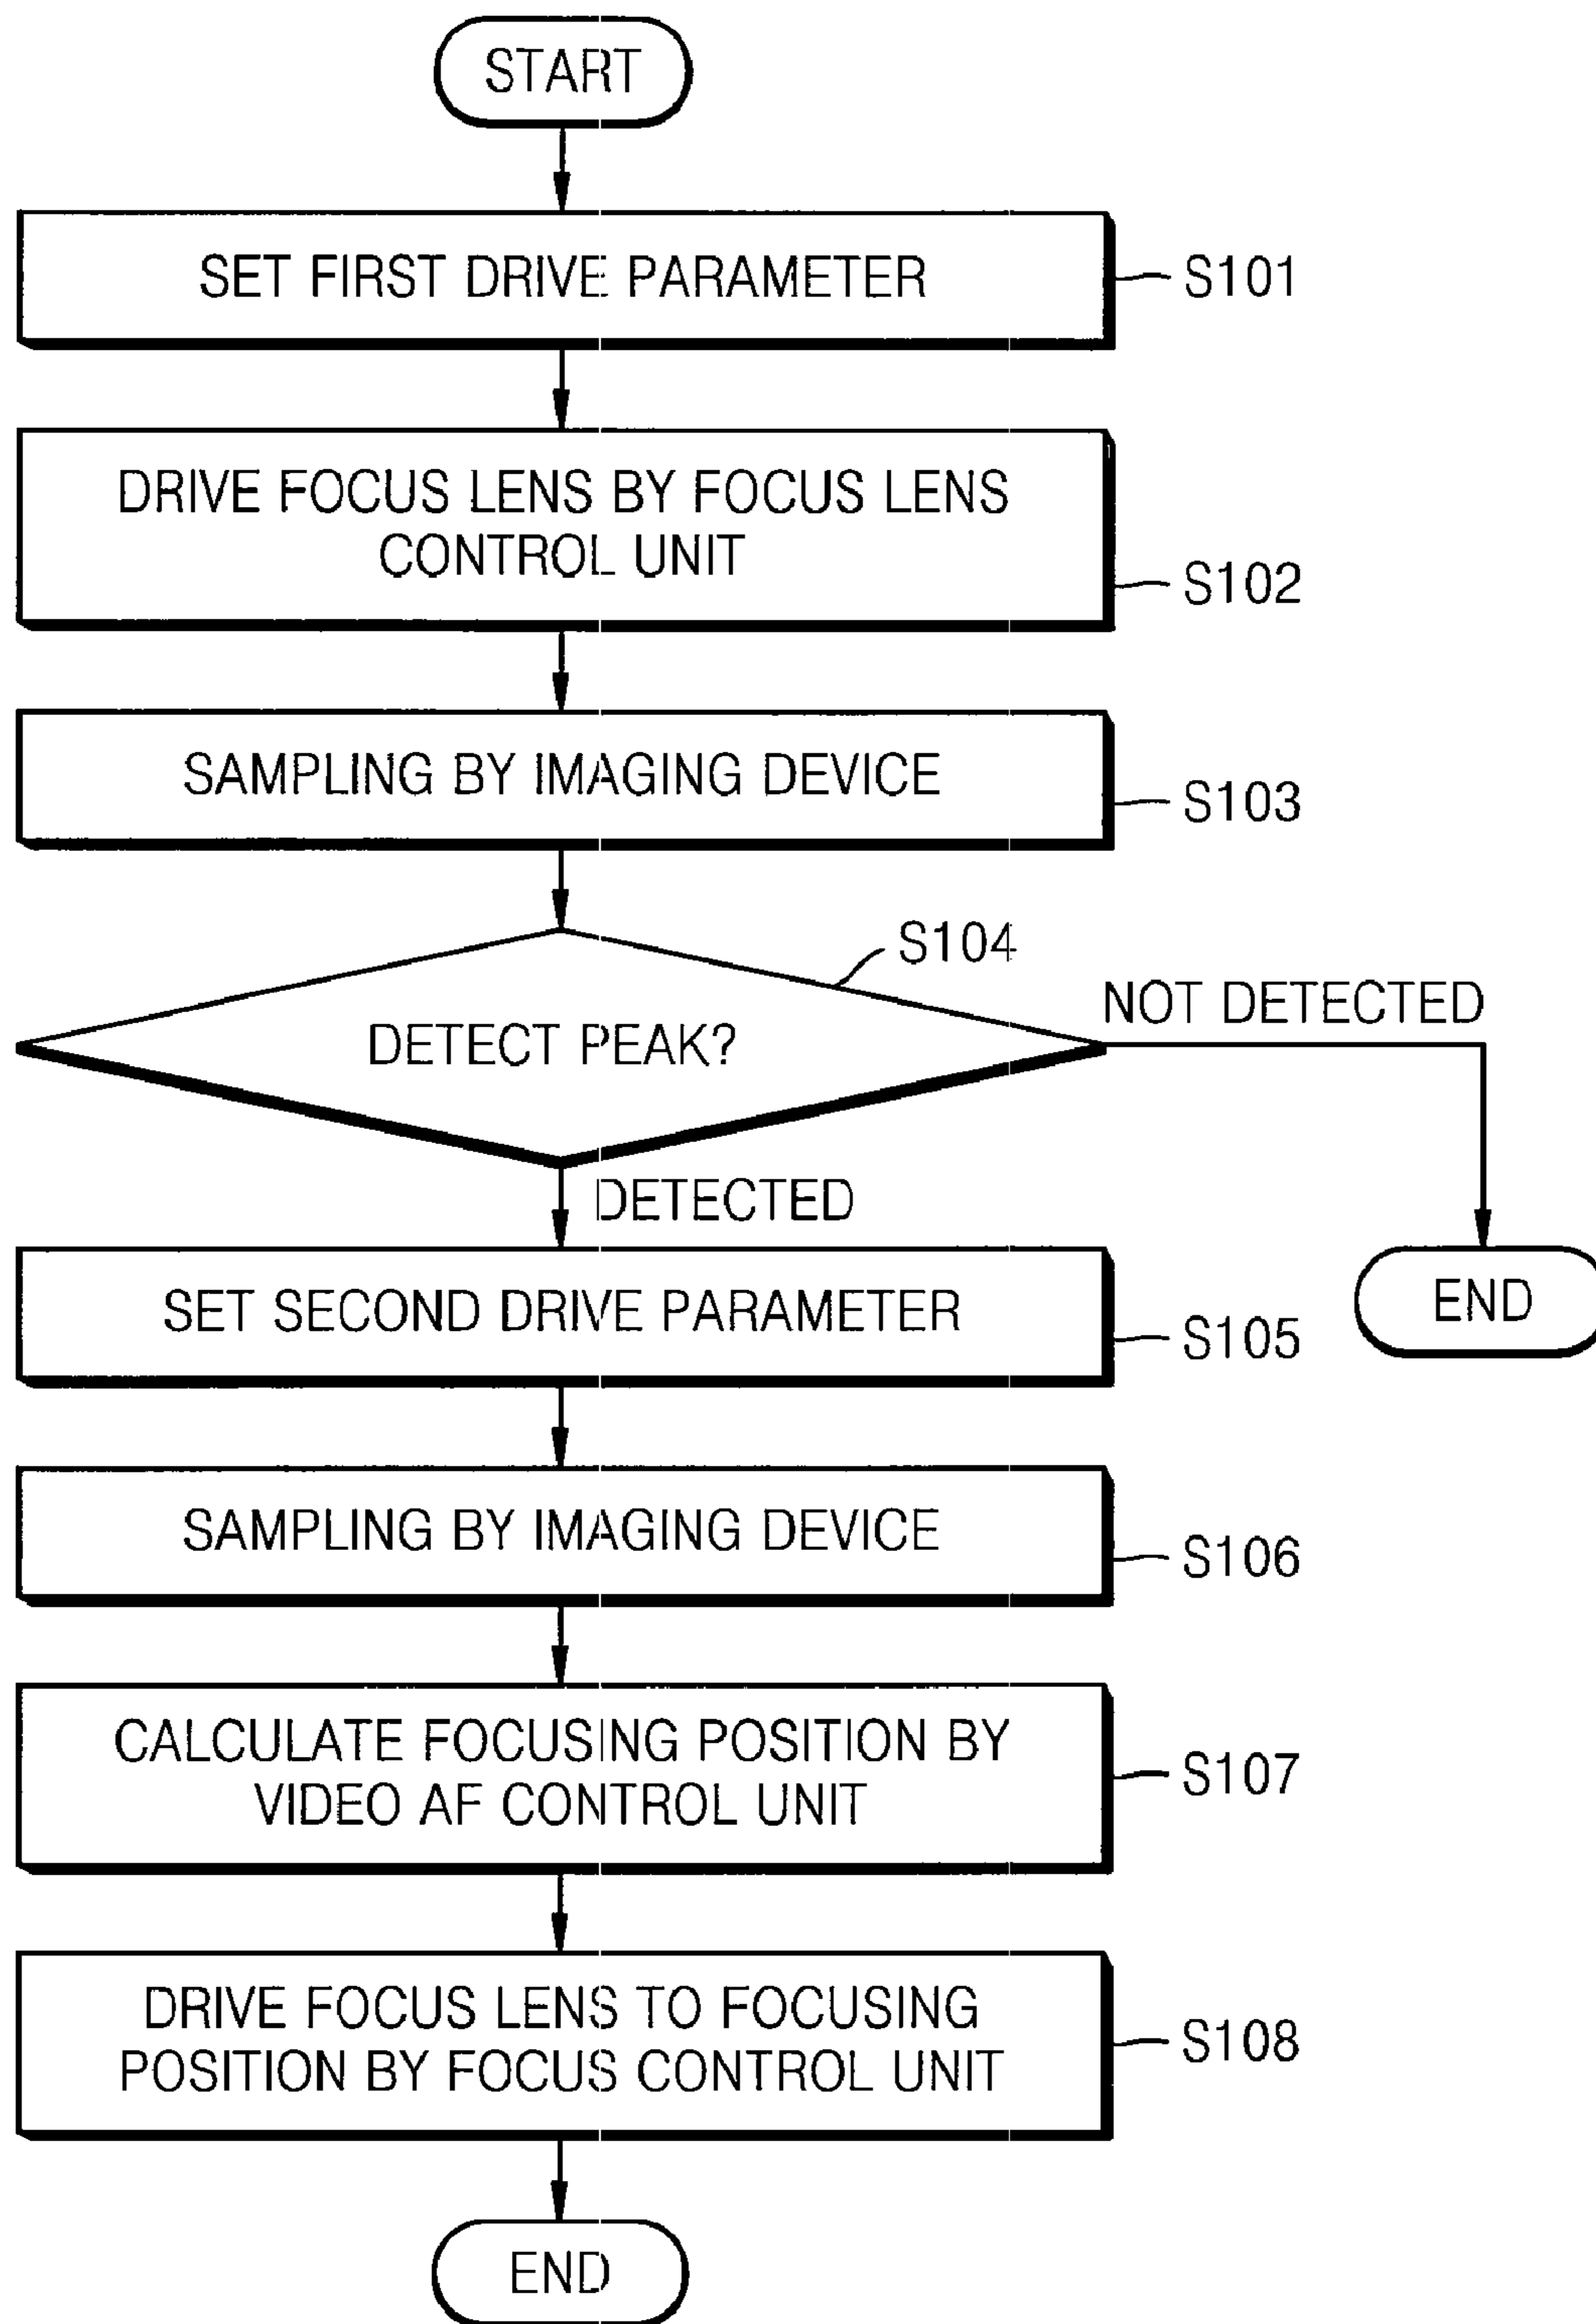 START
SET FIRST DRIVE PARAMETER
S101
DRIVE FOCUS LENS BY FOCUS LENS
CONTROL UNIT
S102
SAMPLING BY IMAGING DEVICE
S103
S104
NOT DETECTED
DETECT PEAK?
DETECTED
SET SECOND DRIVE PARAMETER
S105
END
SAMPLING BY IMAGING DEVICE
S106
CALCULATE FOCUSING POSITION BY
VIDEO AF CONTROL UNIT
S107
DRIVE FOCUS LENS TO FOCUSING
POSITION BY FOCUS CONTROL UNIT
S108
END